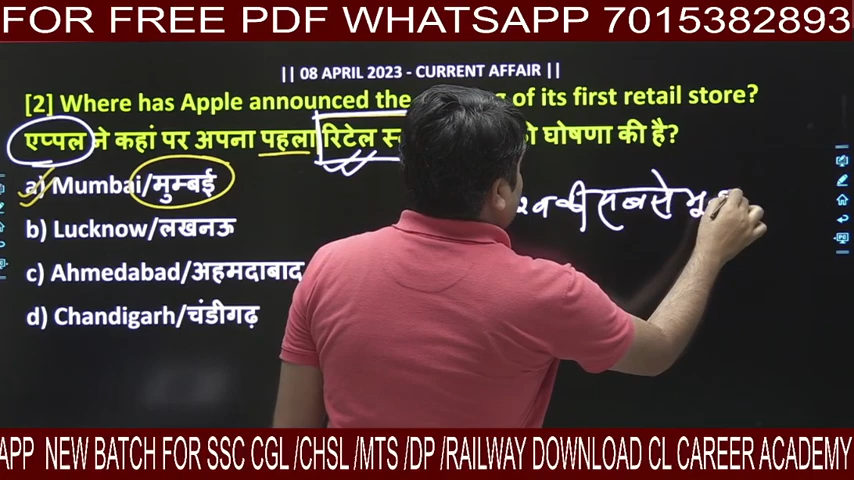 FOR FREE PDF WHATSAPP 7015382893
|| 08 APRIL 2023 - CURRENT AFFAIR ||
[2] Where has Apple announced the of its first retail store?
एप्पल ने कहां पर अपना पहला रिटेल घोषणा की है?
a) Mumbai/मुम्बई
सबसे
b) Lucknow/लखनऊ
c) Ahmedabad/अहमदाबाद
d) Chandigarh/चंडीगढ़
APP NEW BATCH FOR SSC CGL /CHSL /MTS /DP /RAILWAY DOWNLOAD CL CAREER ACADEMY